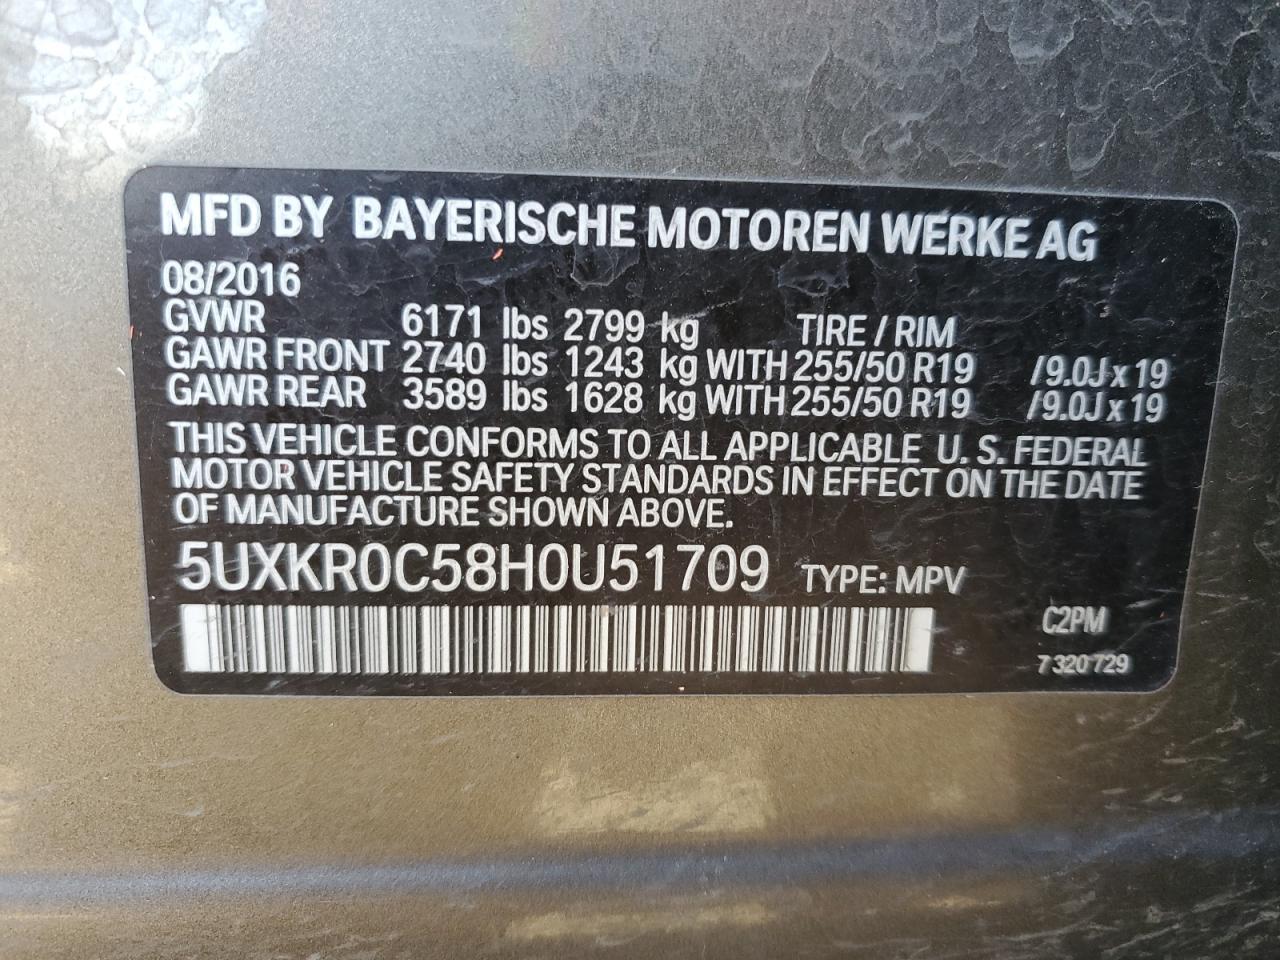 MFD BY BAYERISCHE MOTOREN WERKE AG
08/2016
GVWR 6171 lbs 2799 kg TIRE / RIM
GAWR FRONT 2740 lbs 1243 kg WITH 255/50 R19 /9.0J x 19
GAWR REAR 3589 lbs 1628 kg WITH 255/50 R19 /9.0J x 19
THIS VEHICLE CONFORMS TO ALL APPLICABLE U. S. FEDERAL
MOTOR VEHICLE SAFETY STANDARDS IN EFFECT ON THE DATE
OF MANUFACTURE SHOWN ABOVE.
5UXKR0C58H0U51709 TYPE: MPV
C2PM
7 320 729